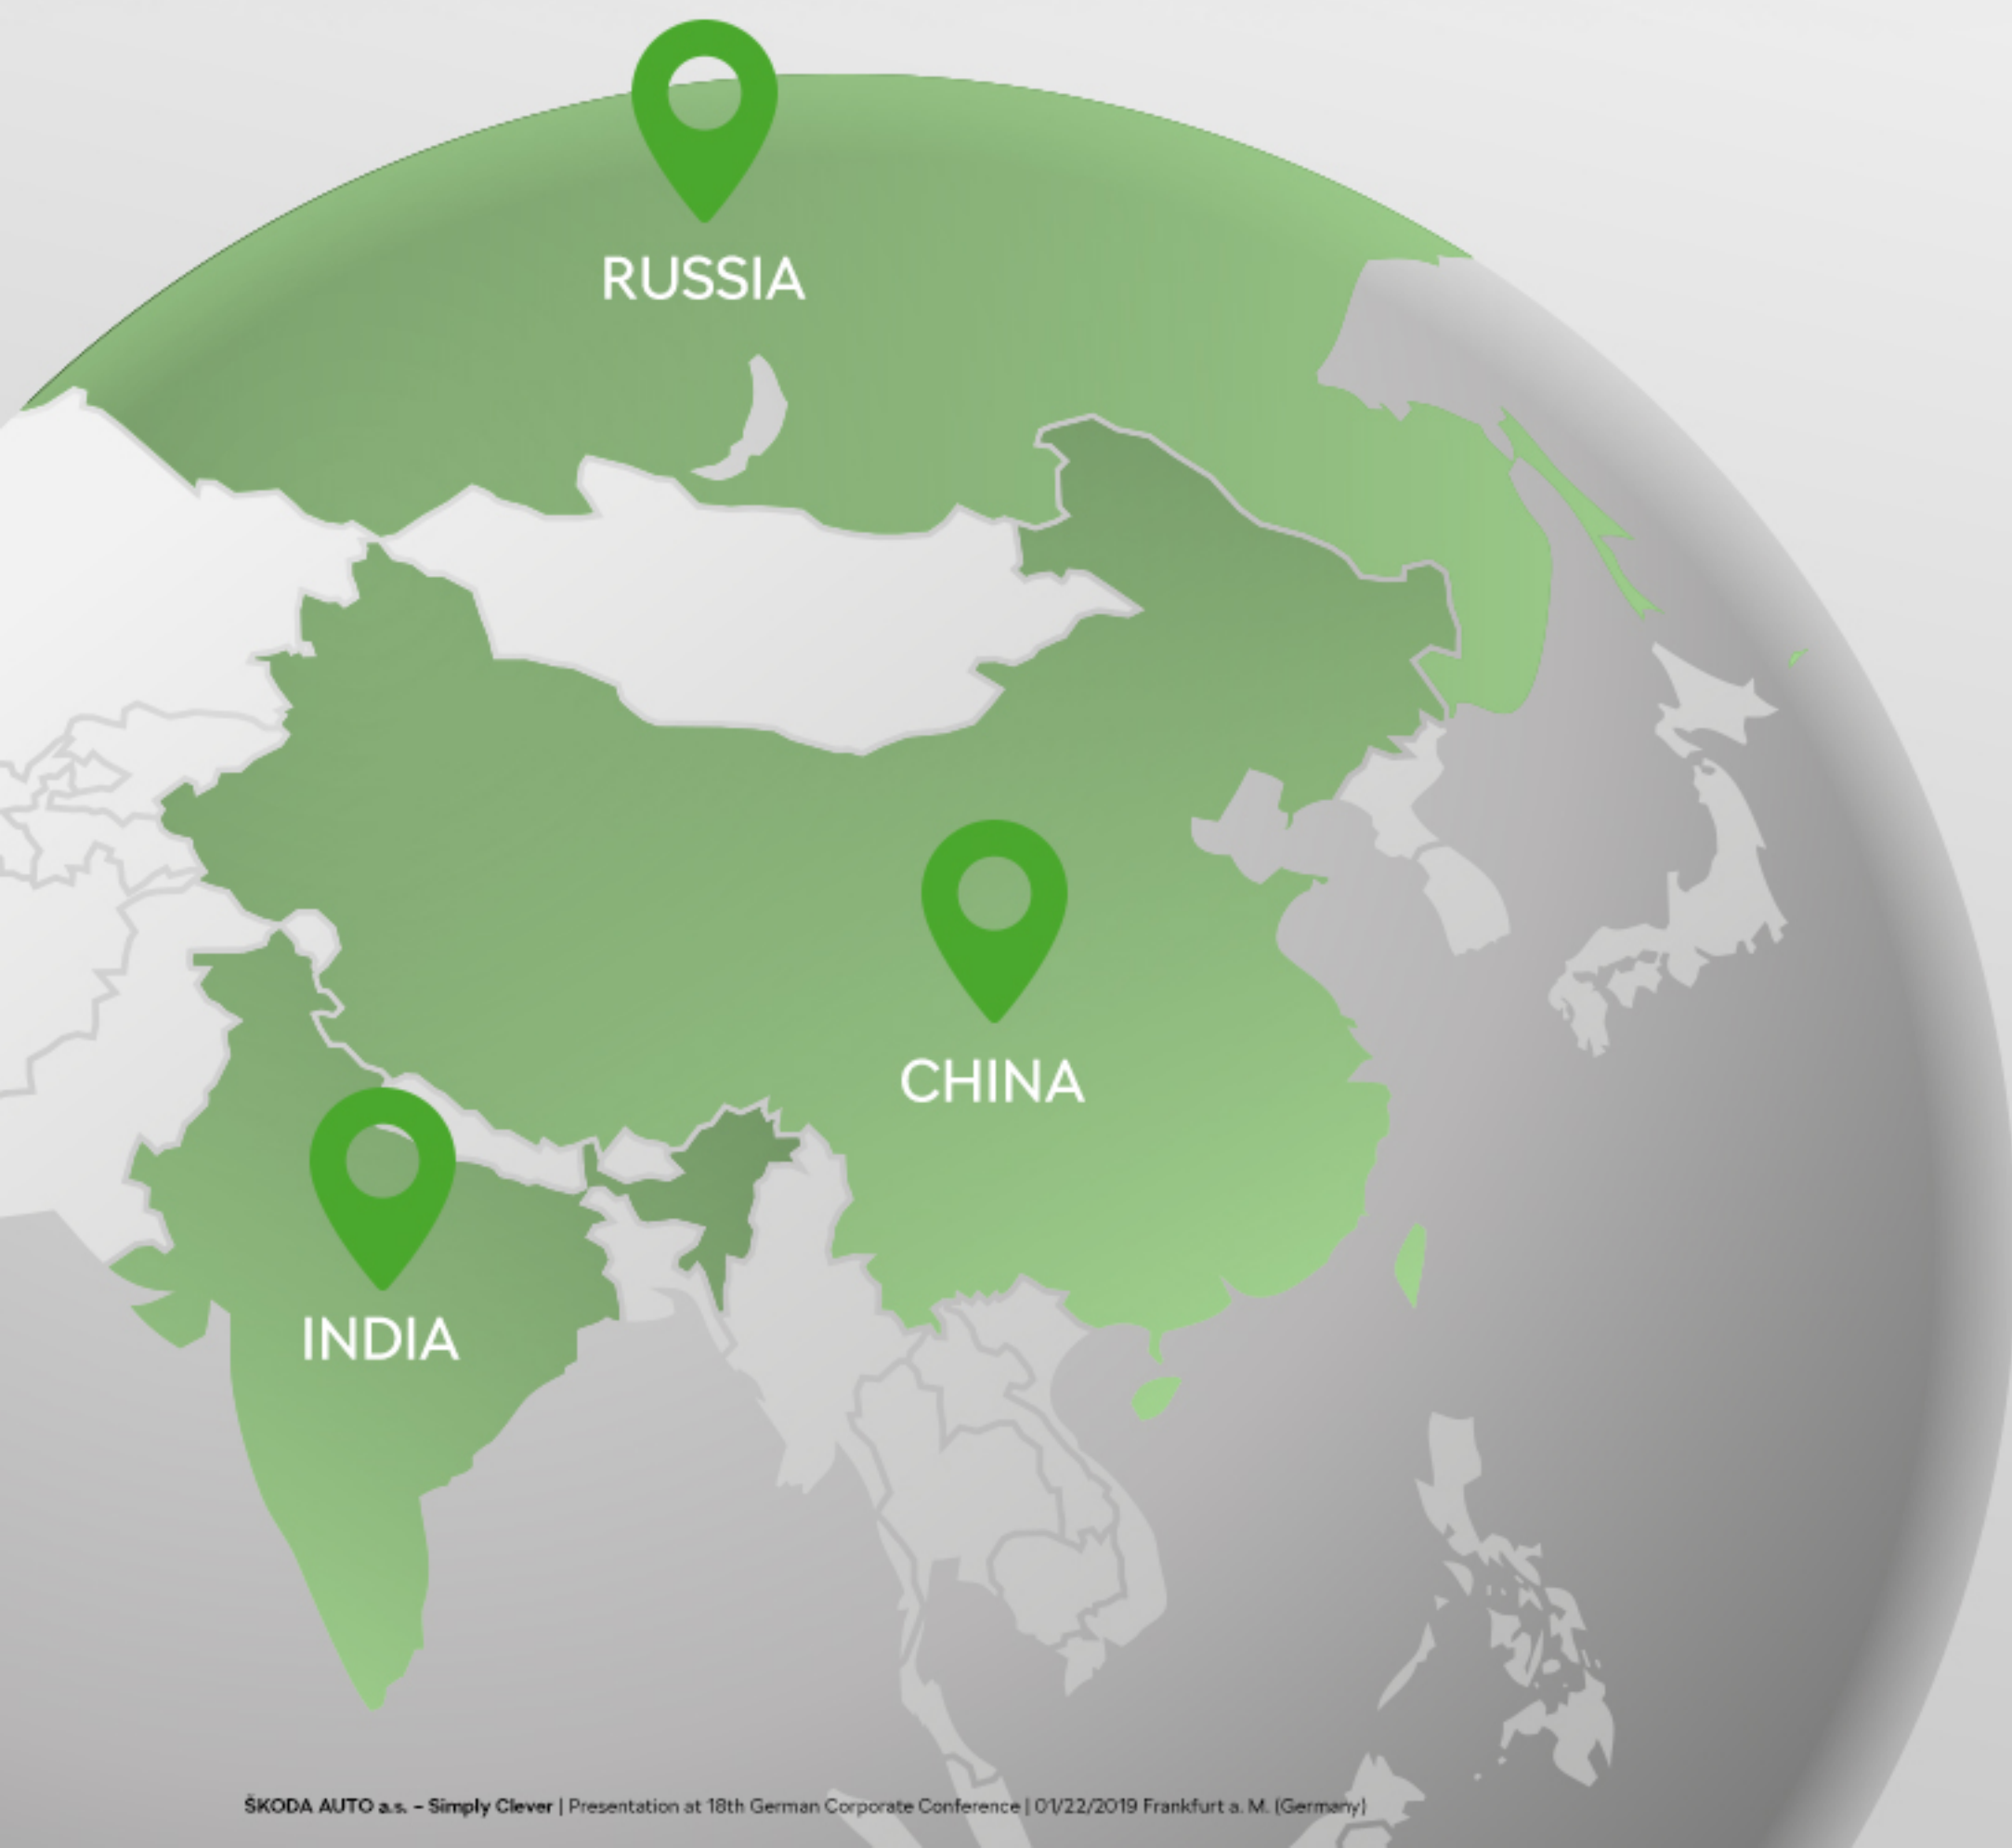 RUSSIA
CHINA
INDIA
ŠKODA AUTO a.s. – Simply Clever | Presentation at 18th German Corporate Conference | 01/22/2019 Frankfurt a. M. (Germany)